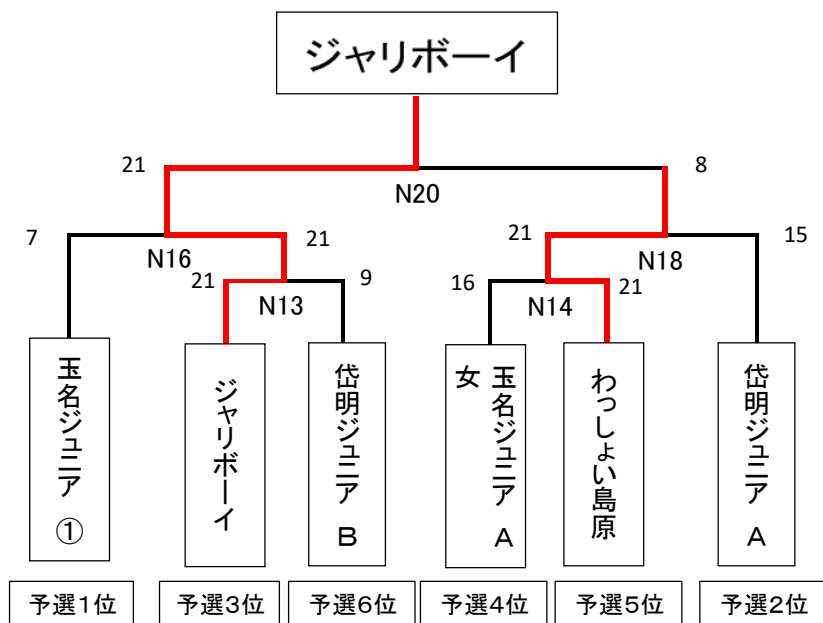 ジャリボーイ
21
8
N20
7
21
21
15
N16
N18
21
9
16
21
N13
N14
玉名ジュニア ①
ジャリボーイ
岱明ジュニア B
玉名ジュニア A
女
わっしょい島原
岱明ジュニア A
予選1位
予選3位
予選6位
予選4位
予選5位
予選2位